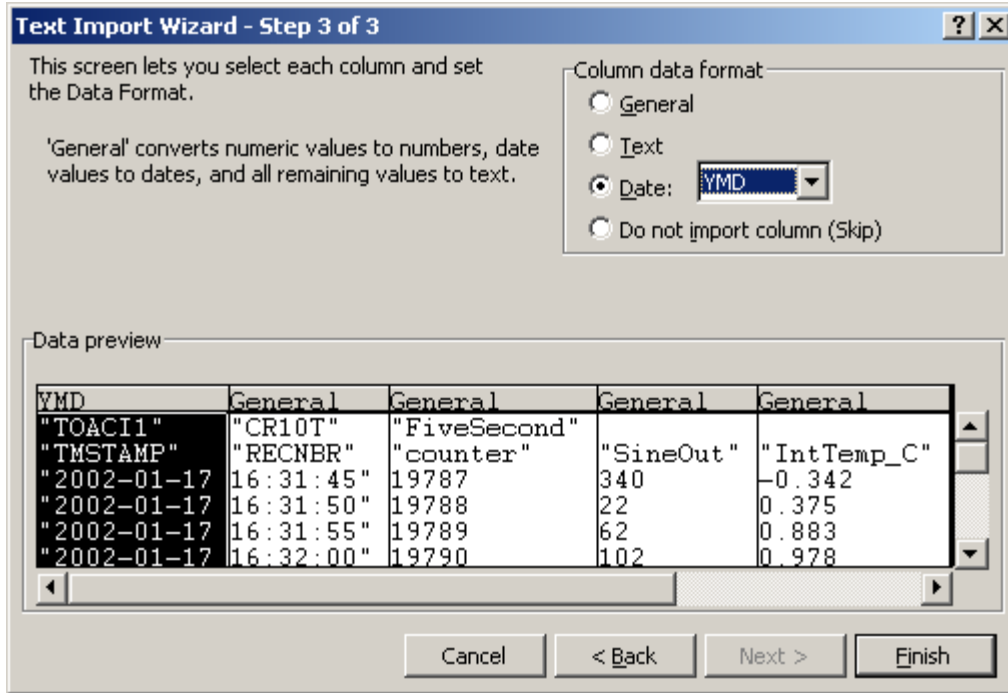 Text Import Wizard - Step 3 of 3
This screen lets you select each column and set
the Data Format.
'General' converts numeric values to numbers, date
values to dates, and all remaining values to text.
Column data format
General
Text
Date: YMD
Do not import column (Skip)
Data preview
YMD General General General General
"TOACI1" "CR10T" "FiveSecond"
"TMSTAMP" "RECNBR" "counter" "SineOut" "IntTemp_C"
"2002-01-17 16:31:45" 19787 340 -0.342
"2002-01-17 16:31:50" 19788 22 0.375
"2002-01-17 16:31:55" 19789 62 0.883
"2002-01-17 16:32:00" 19790 102 0.978
Cancel < Back Next > Finish